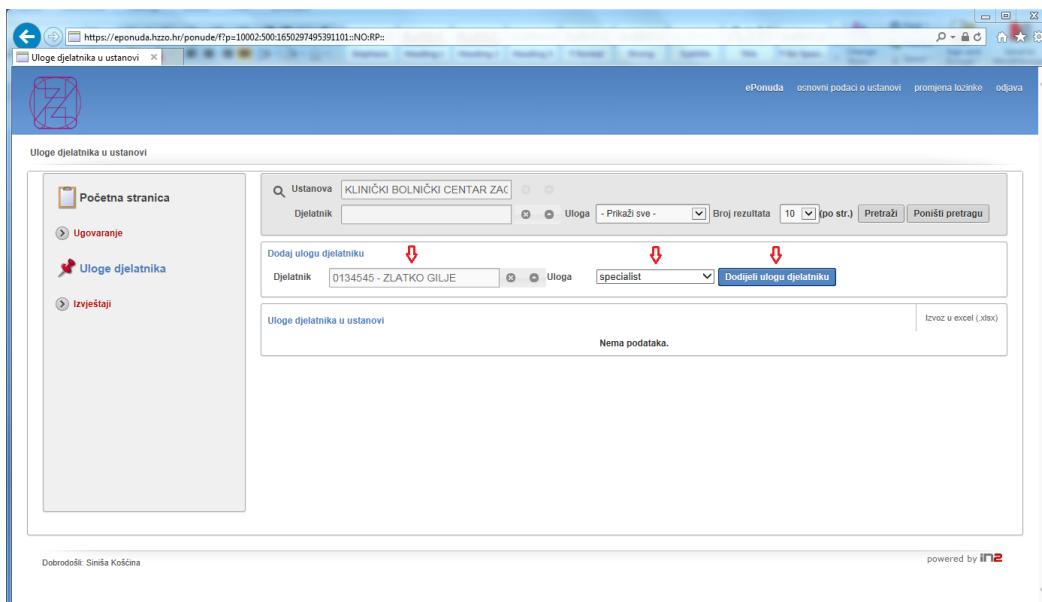 https://eponuda.hzzo.hr/ponude/f?p=10002:500:1650297495391101::NO:RP::
Uloge djelatnika u ustanovi
ePonuda osnovni podaci o ustanovi promjena lozinke odjava
Uloge djelatnika u ustanovi
Početna stranica
Ugovaranje
Uloge djelatnika
Izvještaji
Ustanova KLINIČKI BOLNIČKI CENTAR ZAG
Djelatnik Uloga - Prikaži sve - Broj rezultata 10 (po str.) Pretraži Poništi pretragu
Dodaj ulogu djelatniku
Djelatnik 0134545 - ZLATKO GILJE Uloga specialist Dodijeli ulogu djelatniku
Uloge djelatnika u ustanovi Izvoz u excel (.xlsx)
Nema podataka.
Dobrodošli: Siniša Košćina
powered by in2